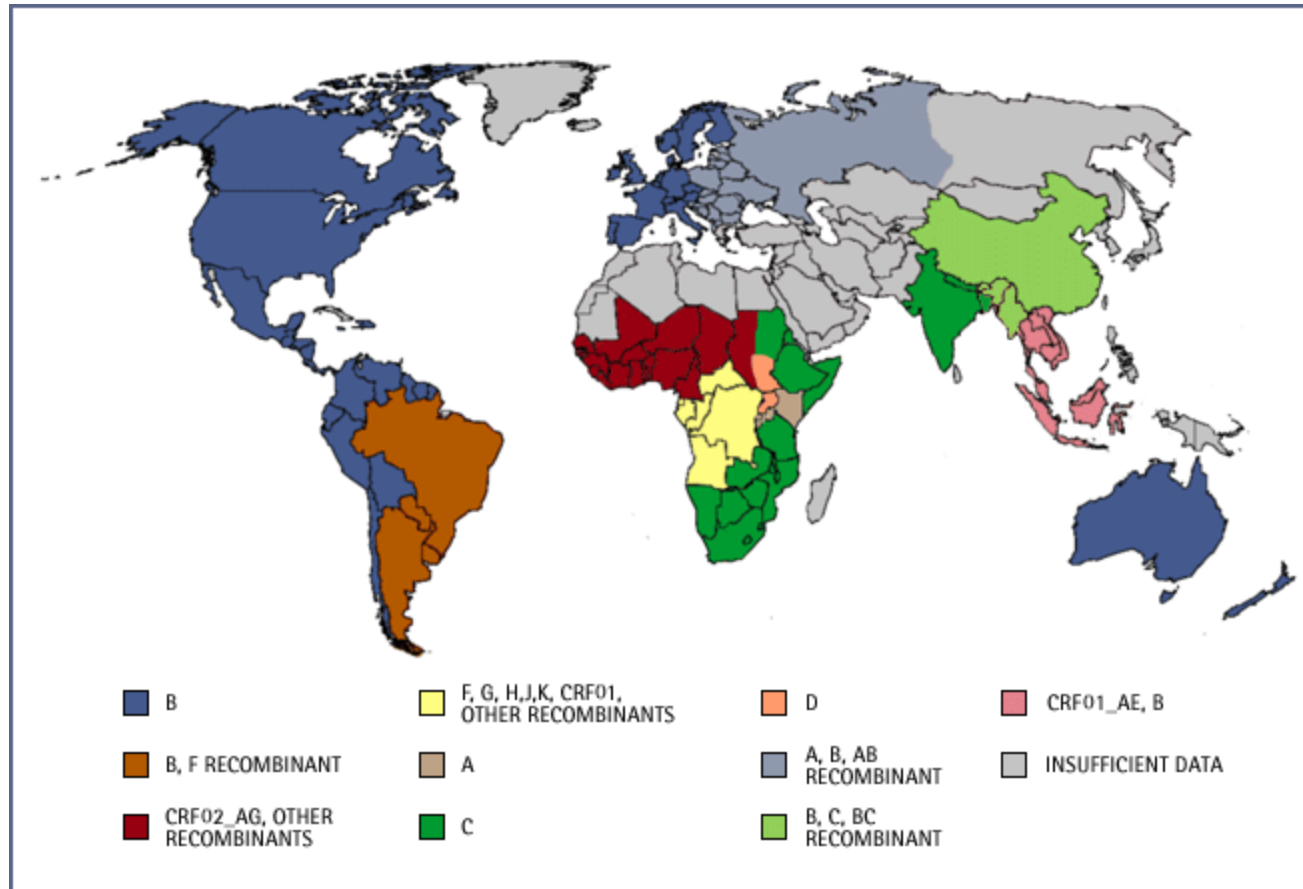 B
F, G, H,J,K, CRF01,
OTHER RECOMBINANTS
D
CRF01_AE, B
B, F RECOMBINANT
A
A, B, AB
RECOMBINANT
INSUFFICIENT DATA
CRF02_AG, OTHER
RECOMBINANTS
C
B, C, BC
RECOMBINANT